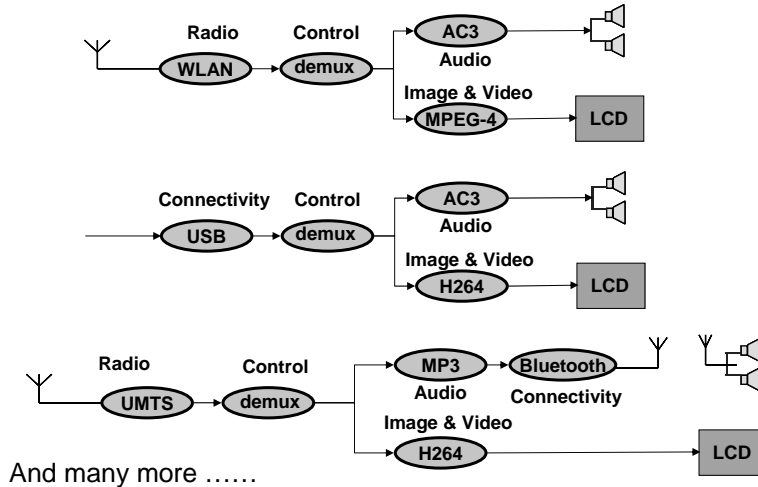 Radio
Control
AC3
WLAN
demux
Audio
Image & Video
MPEG-4
LCD
Connectivity
Control
AC3
USB
demux
Audio
Image & Video
H264
LCD
Radio
Control
MP3
Bluetooth
UMTS
demux
Audio
Connectivity
Image & Video
H264
LCD
And many more ......